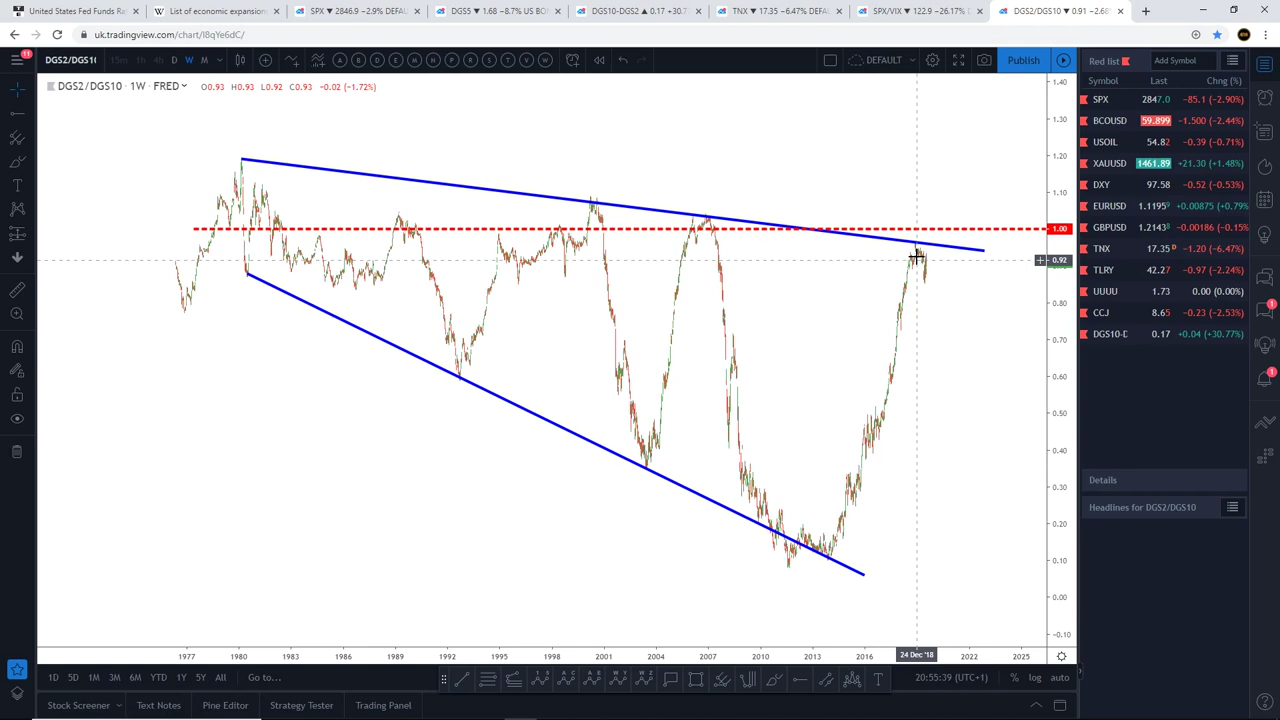 United States Fed Funds Rat
List of economic expansions
SPX ▼ 2846.9 −2.9% DEFAUL
DGS5 ▼ 1.68 −8.7% US BO
DGS10-DGS2 ▲ 0.17 +30.7
TNX ▼ 17.35 −6.47% DEFAU
SPX/VIX ▼ 122.9 −26.17% D
DGS2/DGS10 ▼ 0.91 −2.68
uk.tradingview.com/chart/l8qYe6dC/
11
DGS2/DGS10
15m 1h 4h D W M
A B D E M N P R S T V W
DEFAULT
Publish
Red list
Add Symbol
DGS2/DGS10 · 1W · FRED
O0.93 H0.93 L0.92 C0.93 −0.02 (−1.72%)
Symbol Last Chng (%)
SPX 2847.0 −85.1 (−2.90%)
BCOUSD 59.899 −1.500 (−2.44%)
USOIL 54.82 −0.39 (−0.71%)
XAUUSD 1461.89 +21.30 (+1.48%)
DXY 97.58 −0.52 (−0.53%)
EURUSD 1.11959 +0.00875 (+0.79%
GBPUSD 1.21438 −0.00186 (−0.15%
TNX 17.35 D −1.20 (−6.47%)
TLRY 42.27 −0.97 (−2.24%)
UUUU 1.73 0.00 (0.00%)
CCJ 8.65 −0.23 (−2.53%)
DGS10-D 0.17 +0.04 (+30.77%)
1
1
1.40
1.30
1.20
1.10
1.00
0.92
0.80
0.70
0.60
0.50
0.40
0.30
0.20
0.10
0.00
−0.10
Details
Headlines for DGS2/DGS10
1977 1980 1983 1986 1989 1992 1995 1998 2001 2004 2007 2010 2013 2016 24 Dec '18 2022 2025
1D 5D 1M 3M 6M YTD 1Y 5Y All Go to...
20:55:39 (UTC+1) % log auto
Stock Screener Text Notes Pine Editor Strategy Tester Trading Panel